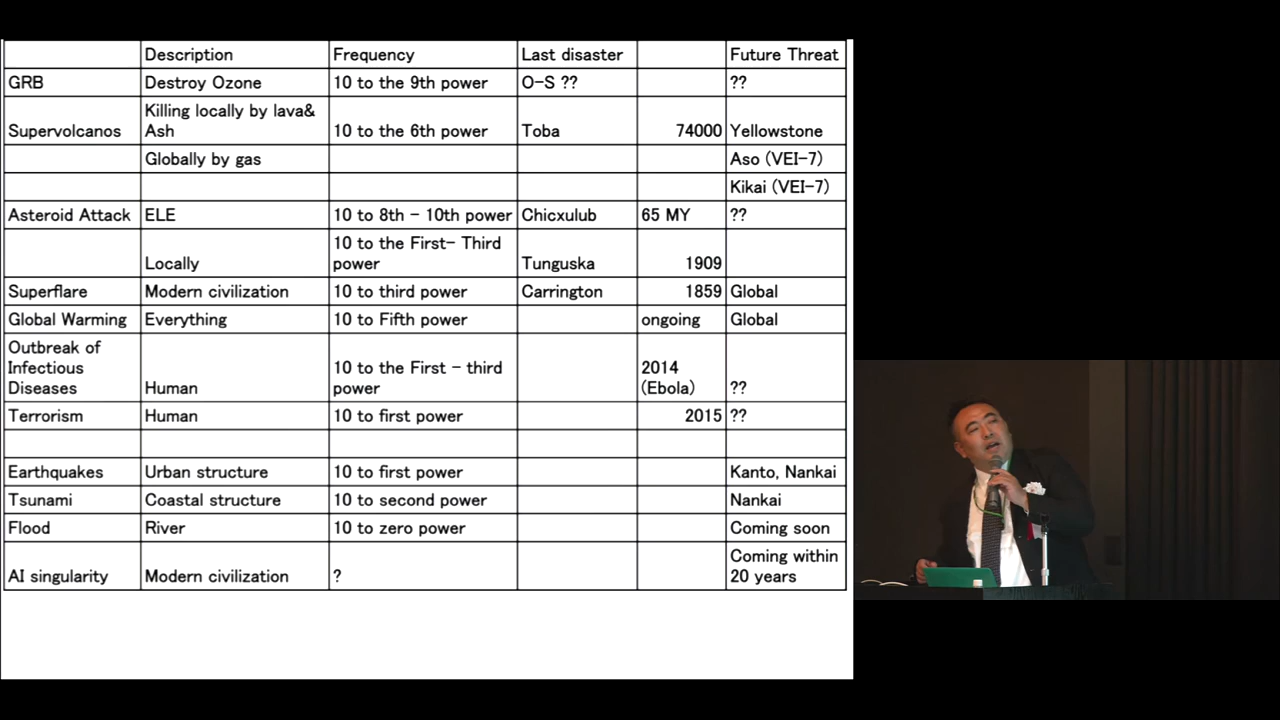 Description Frequency Last disaster Future Threat
GRB Destroy Ozone 10 to the 9th power O-S ?? ??
Killing locally by lava&
Supervolcanos Ash 10 to the 6th power Toba 74000 Yellowstone
Globally by gas Aso (VEI-7)
Kikai (VEI-7)
Asteroid Attack ELE 10 to 8th - 10th power Chicxulub 65 MY ??
10 to the First- Third
Locally power Tunguska 1909
Superflare Modern civilization 10 to third power Carrington 1859 Global
Global Warming Everything 10 to Fifth power ongoing Global
Outbreak of
Infectious 10 to the First - third 2014
Diseases Human power (Ebola) ??
Terrorism Human 10 to first power 2015 ??
Earthquakes Urban structure 10 to first power Kanto, Nankai
Tsunami Coastal structure 10 to second power Nankai
Flood River 10 to zero power Coming soon
Coming within
AI singularity Modern civilization ? 20 years